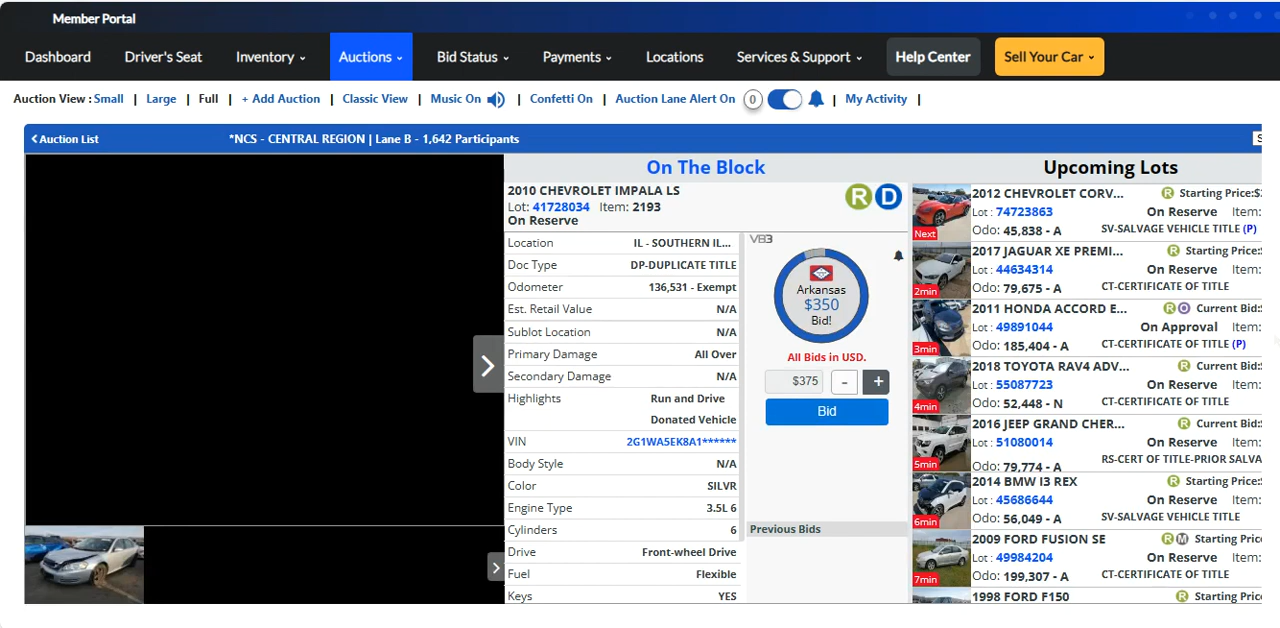 Member Portal
Dashboard Driver's Seat Inventory Auctions Bid Status Payments Locations Services & Support Help Center Sell Your Car
Auction View : Small | Large | Full | + Add Auction | Classic View | Music On | Confetti On | Auction Lane Alert On 0 | My Activity |
Auction List *NCS - CENTRAL REGION | Lane B - 1,642 Participants
On The Block
2010 CHEVROLET IMPALA LS
Lot: 41728034 Item: 2193
On Reserve
R D
Location IL - SOUTHERN IL...
Doc Type DP-DUPLICATE TITLE
Odometer 136,531 - Exempt
Est. Retail Value N/A
Sublot Location N/A
Primary Damage All Over
Secondary Damage N/A
Highlights Run and Drive
Donated Vehicle
VIN 2G1WA5EK8A1******
Body Style N/A
Color SILVR
Engine Type 3.5L 6
Cylinders 6
Drive Front-wheel Drive
Fuel Flexible
Keys YES
VB3
Arkansas
$350
Bid!
All Bids in USD.
$375 - +
Bid
Previous Bids
Upcoming Lots
2012 CHEVROLET CORV... R Starting Price:$
Lot : 74723863 On Reserve Item:
Next Odo: 45,838 - A SV-SALVAGE VEHICLE TITLE (P)
2017 JAGUAR XE PREMI... R Starting Price:
Lot : 44634314 On Reserve Item:
2min Odo: 79,675 - A CT-CERTIFICATE OF TITLE
2011 HONDA ACCORD E... R O Current Bid:
Lot : 49891044 On Approval Item:
3min Odo: 185,404 - A CT-CERTIFICATE OF TITLE (P)
2018 TOYOTA RAV4 ADV... R Current Bid:
Lot : 55087723 On Reserve Item:
4min Odo: 52,448 - N CT-CERTIFICATE OF TITLE
2016 JEEP GRAND CHER... R Current Bid:
Lot : 51080014 On Reserve Item:
5min Odo: 79,774 - A RS-CERT OF TITLE-PRIOR SALVA
2014 BMW I3 REX R Starting Price:
Lot : 45686644 On Reserve Item:
6min Odo: 56,049 - A SV-SALVAGE VEHICLE TITLE
2009 FORD FUSION SE R M Starting Price
Lot : 49984204 On Reserve Item:
7min Odo: 199,307 - A CT-CERTIFICATE OF TITLE
1998 FORD F150 R Starting Price